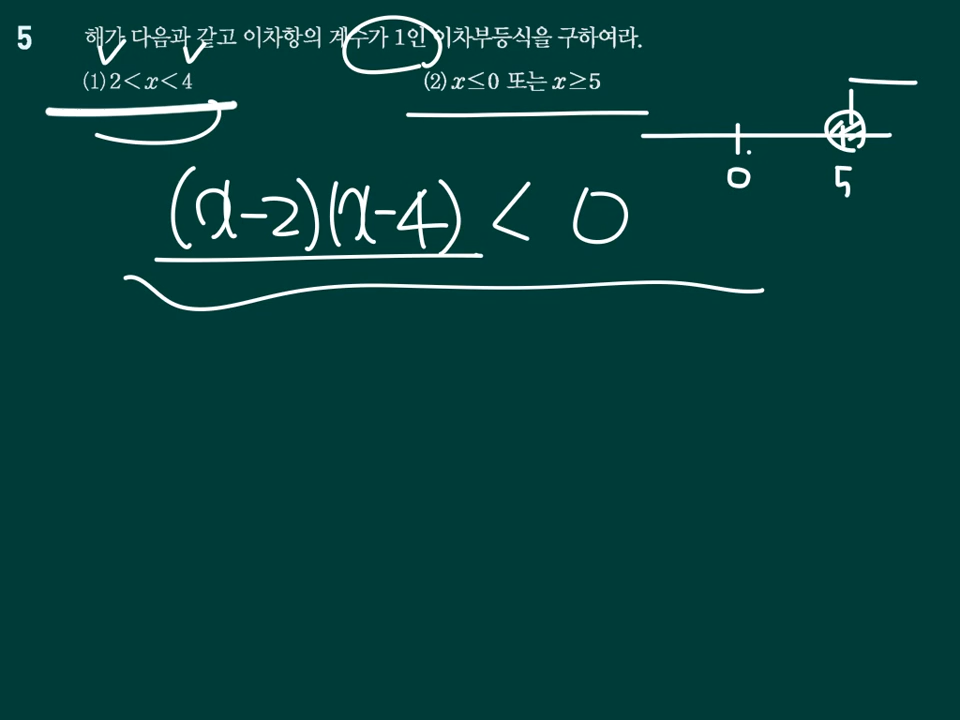 5 해가 다음과 같고 이차항의 계수가 1인 이차부등식을 구하여라.
(1) 2<x<4 (2) x≤0 또는 x≥5
0 5
(x-2)(x-4) < 0